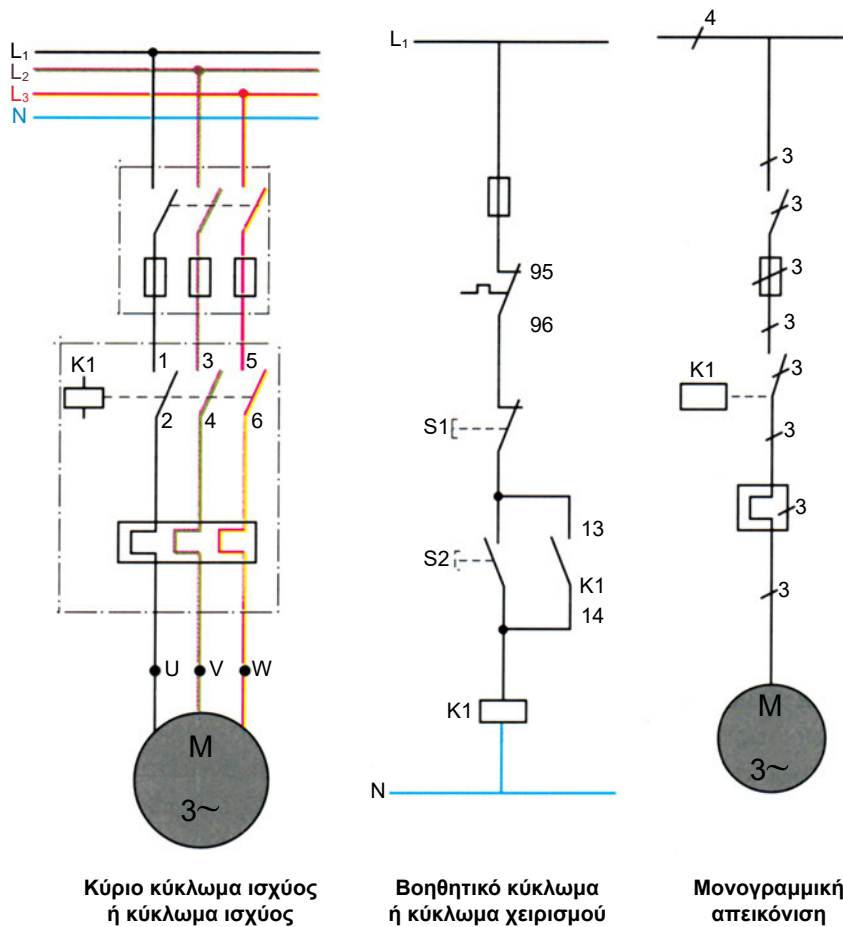 L₁
L₂
L₃
N
K1
1 3 5
2 4 6
U V W
M
3~
Κύριο κύκλωμα ισχύος
ή κύκλωμα ισχύος
L₁
95
96
S1
S2
13
K1
14
K1
N
Βοηθητικό κύκλωμα
ή κύκλωμα χειρισμού
4
3
3
3
3
K1
3
3
3
3
M
3~
Μονογραμμική
απεικόνιση